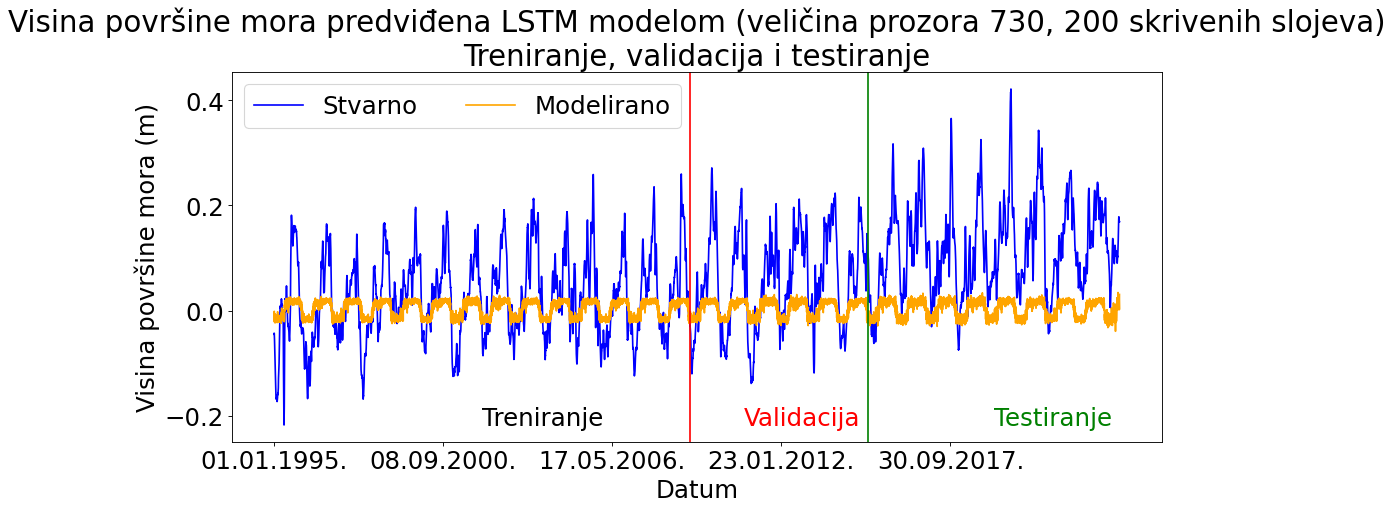 Visina površine mora predviđena LSTM modelom (veličina prozora 730, 200 skrivenih slojeva)
Treniranje, validacija i testiranje
Stvarno
Modelirano
Visina površine mora (m)
0.4
0.2
0.0
−0.2
Treniranje
Validacija
Testiranje
01.01.1995.
08.09.2000.
17.05.2006.
23.01.2012.
30.09.2017.
Datum